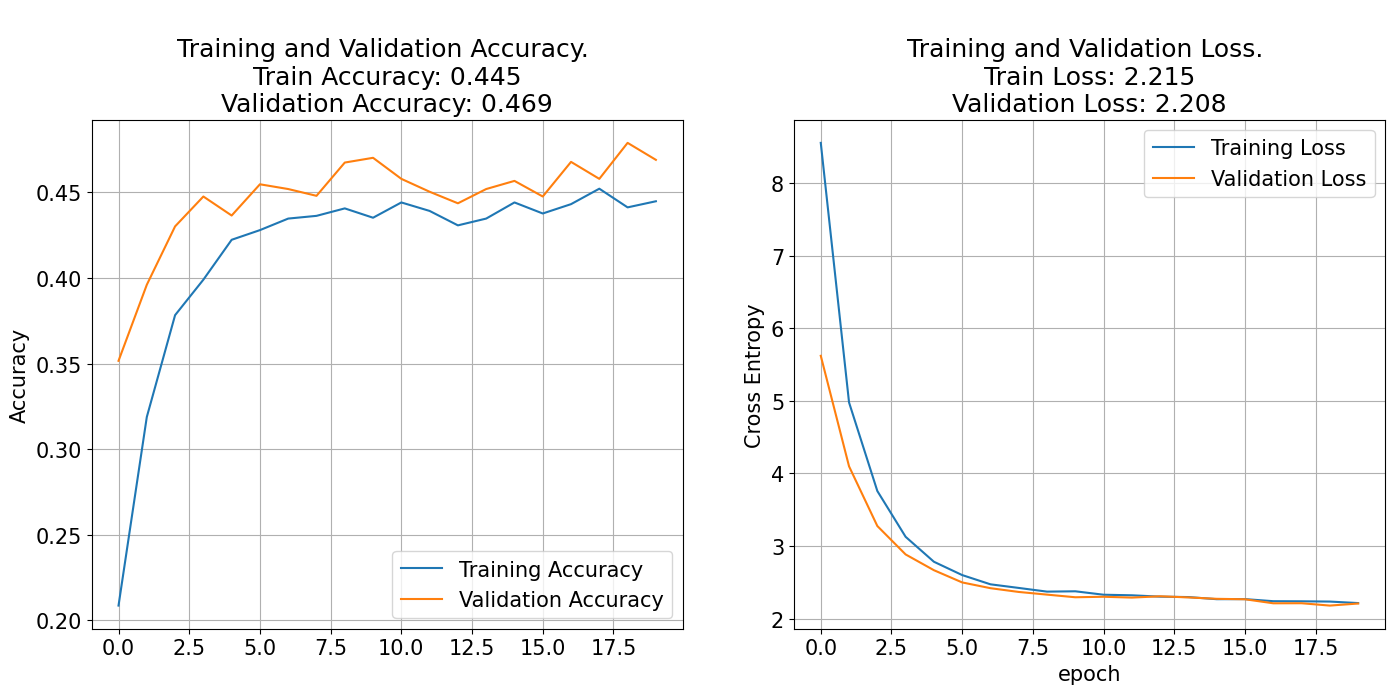 Training and Validation Accuracy.
Train Accuracy: 0.445
Validation Accuracy: 0.469
Accuracy
0.45
0.40
0.35
0.30
0.25
0.20
0.0 2.5 5.0 7.5 10.0 12.5 15.0 17.5
Training Accuracy
Validation Accuracy
Training and Validation Loss.
Train Loss: 2.215
Validation Loss: 2.208
Cross Entropy
8
7
6
5
4
3
2
0.0 2.5 5.0 7.5 10.0 12.5 15.0 17.5
epoch
Training Loss
Validation Loss